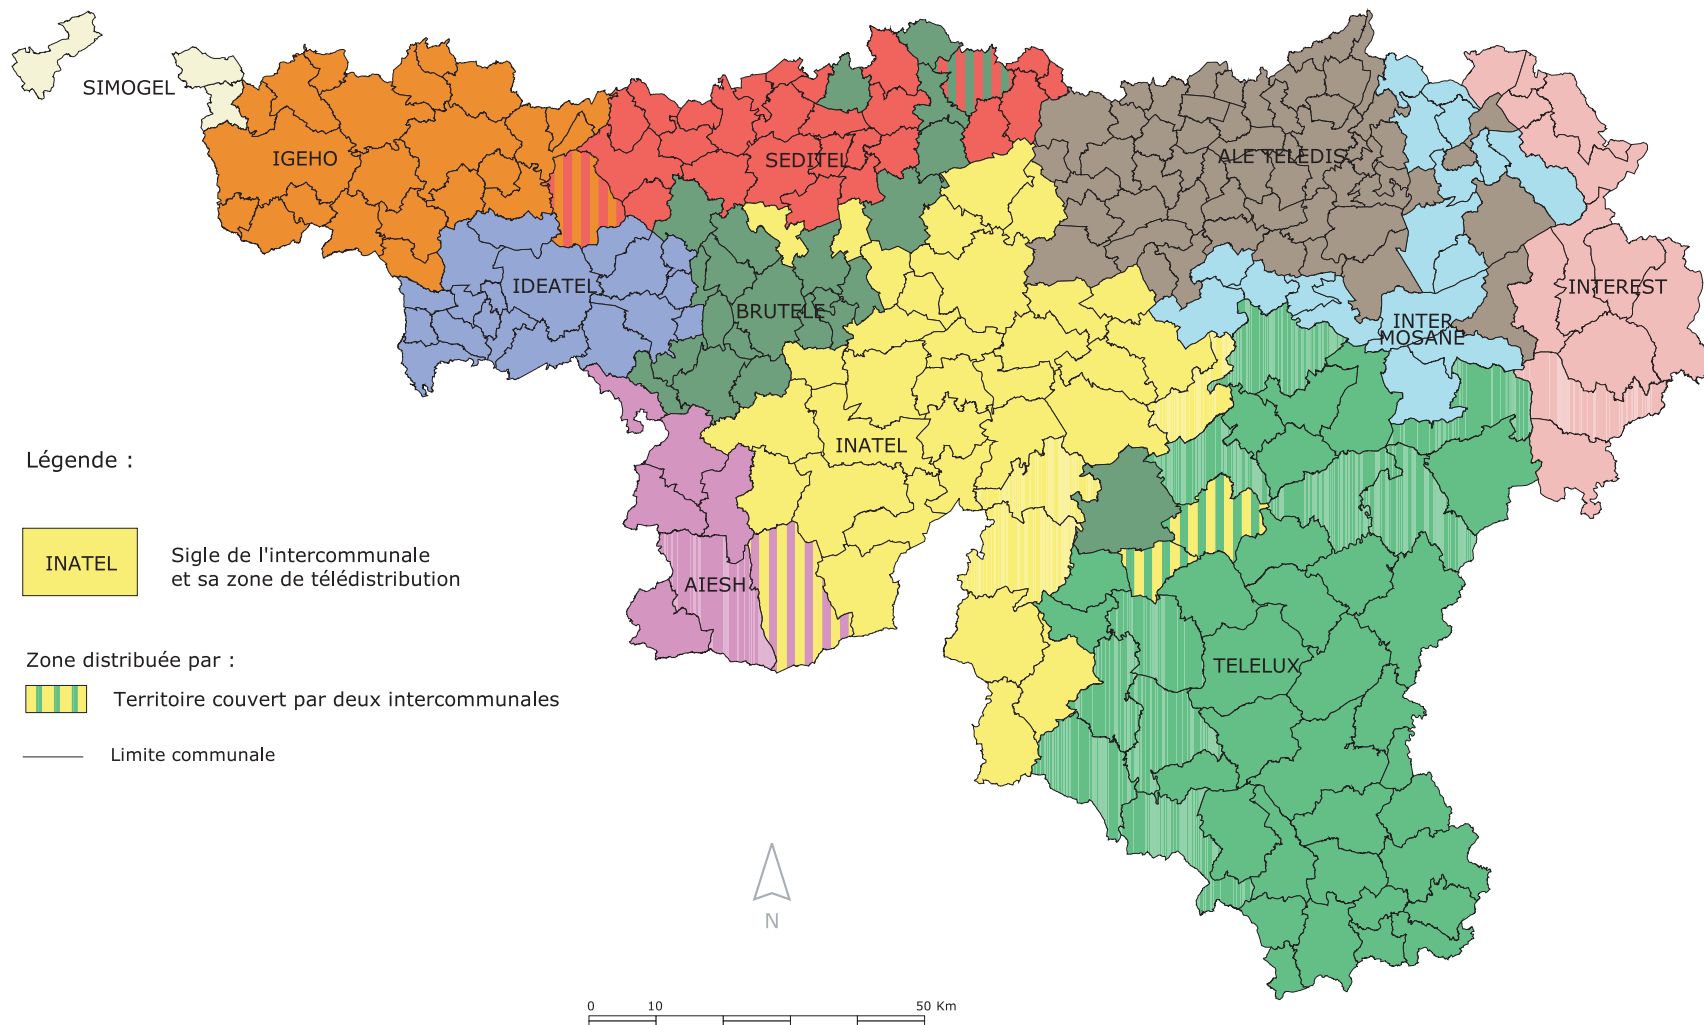 SIMOGEL
IGEHO
SEDITEL
ALE TELEDIS
IDEATEL
BRUTELE
INTEREST
INTER
MOSANE
INATEL
AIESH
TELELUX
Légende :
INATEL
Sigle de l'intercommunale
et sa zone de télédistribution
Zone distribuée par :
Territoire couvert par deux intercommunales
Limite communale
N
0 10 50 Km